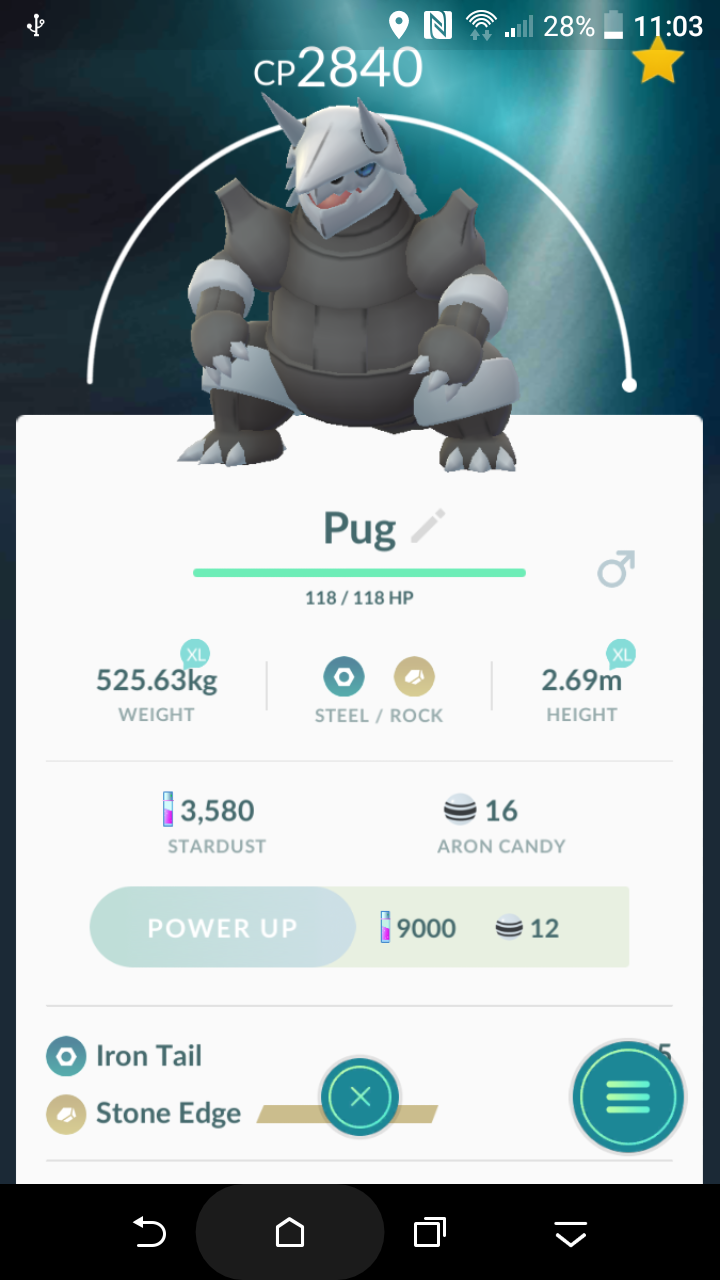 28% 11:03
CP2840
Pug
118 / 118 HP
XL XL
525.63kg 2.69m
WEIGHT STEEL / ROCK HEIGHT
3,580 16
STARDUST ARON CANDY
POWER UP 9000 12
Iron Tail 5
Stone Edge